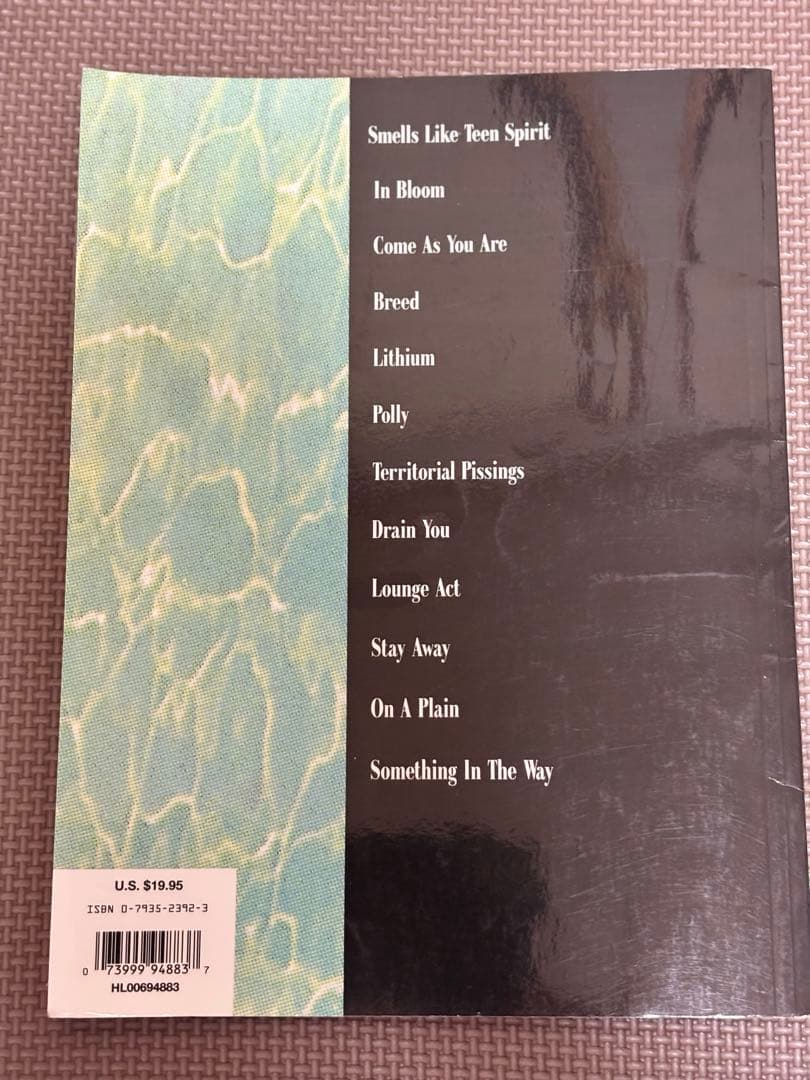 Smells Like Teen Spirit
In Bloom
Come As You Are
Breed
Lithium
Polly
Territorial Pissings
Drain You
Lounge Act
Stay Away
On A Plain
Something In The Way
U.S. $19.95
ISBN 0-7935-2392-3
0 73999 94883 7
HL00694883